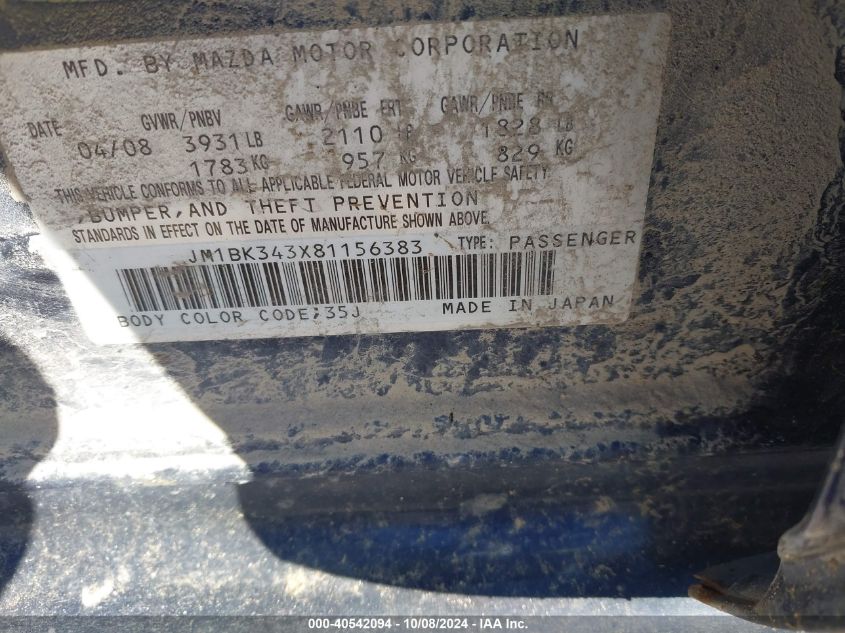 MFD. BY MAZDA MOTOR CORPORATION
DATE GVWR/PNBV GAWR/PNBE FRT GAWR/PNBE RR
04/08 3931 LB 2110 LB 1828 LB
1783 KG 957 KG 829 KG
THIS VEHICLE CONFORMS TO ALL APPLICABLE FEDERAL MOTOR VEHICLE SAFETY
,BUMPER,AND THEFT PREVENTION
STANDARDS IN EFFECT ON THE DATE OF MANUFACTURE SHOWN ABOVE.
JM1BK343X81156383 TYPE: PASSENGER
BODY COLOR CODE:35J MADE IN JAPAN
000-40542094 - 10/08/2024 - IAA Inc.